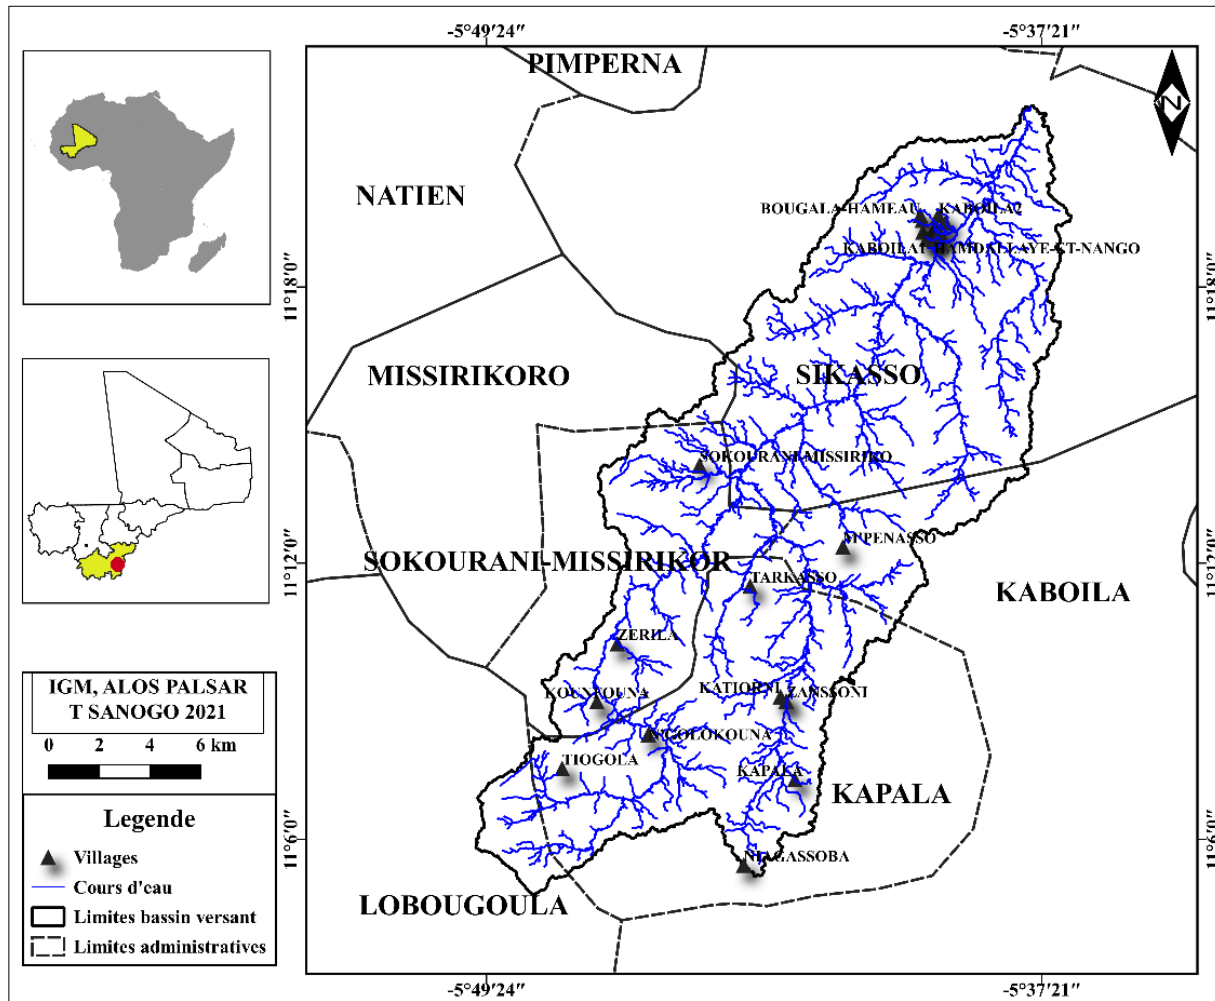 -5°49'24"
-5°37'21"
PIMPERNA
Z
NATIEN
BOUGALA-HAMEAU
KABOILA2
KABOILA1
HAMDALLAYE-ET-NANGO
11°18'0"
11°18'0"
MISSIRIKORO
SIKASSO
SOKOURANI-MISSIRIKO
M'PENASSO
SOKOURANI-MISSIRIKOR
TARKASSO
11°12'0"
11°12'0"
KABOILA
ZERILA
KATIORNI
ZANSSONI
KOUNKOUNA
N'GOLOKOUNA
TIOGOLA
KAPALA
KAPALA
11°6'0"
11°6'0"
NIAGASSOBA
LOBOUGOULA
IGM, ALOS PALSAR
T SANOGO 2021
0 2 4 6 km
Legende
Villages
Cours d'eau
Limites bassin versant
Limites administratives
-5°49'24"
-5°37'21"